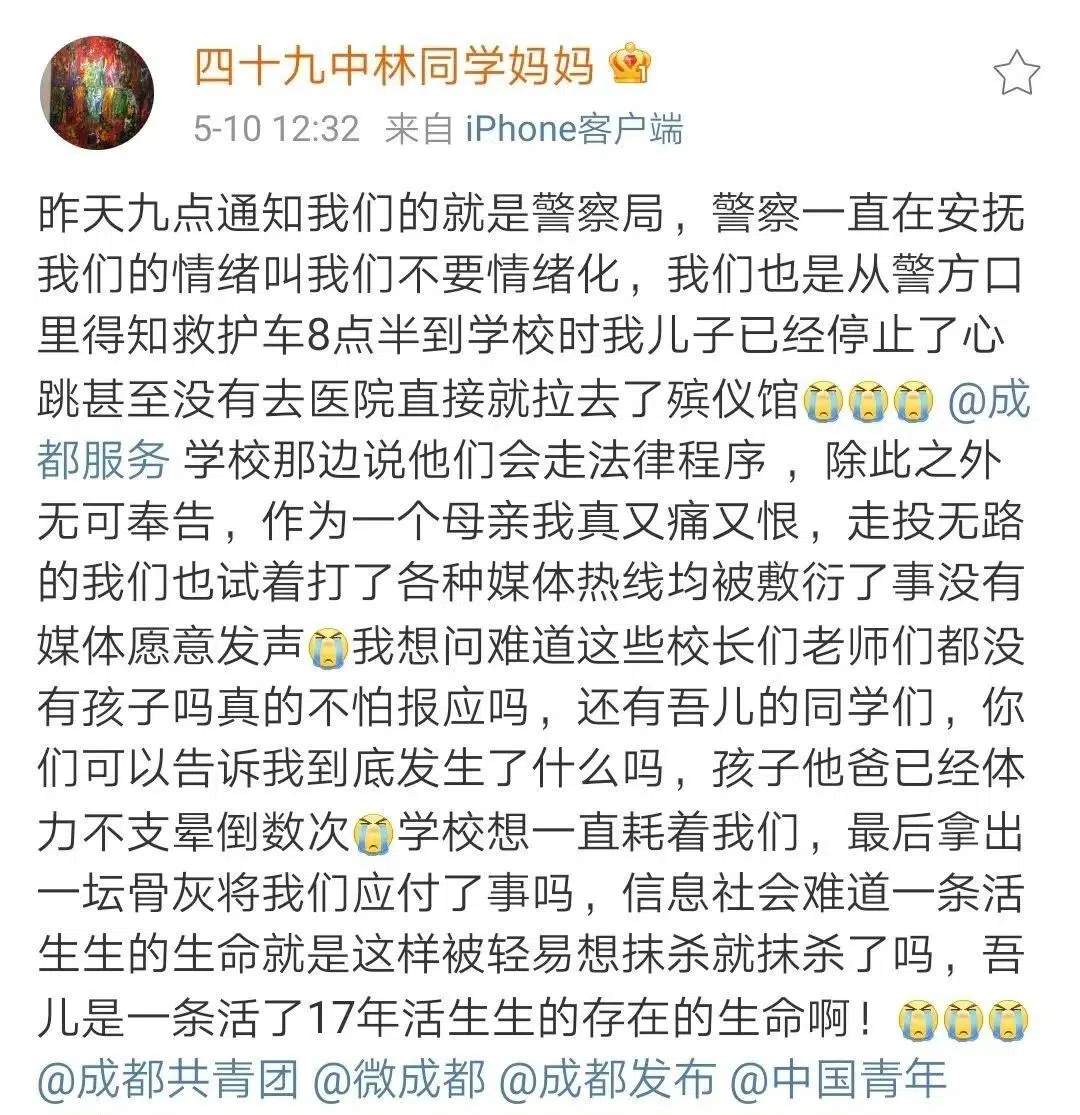 四十九中林同学妈妈
5-10 12:32 来自 iPhone客户端
昨天九点通知我们的就是警察局，警察一直在安抚
我们的情绪叫我们不要情绪化，我们也是从警方口
里得知救护车8点半到学校时我儿子已经停止了心
跳甚至没有去医院直接就拉去了殡仪馆😭😭😭 @成
都服务 学校那边说他们会走法律程序 ，除此之外
无可奉告，作为一个母亲我真又痛又恨，走投无路
的我们也试着打了各种媒体热线均被敷衍了事没有
媒体愿意发声😭我想问难道这些校长们老师们都没
有孩子吗真的不怕报应吗，还有吾儿的同学们，你
们可以告诉我到底发生了什么吗，孩子他爸已经体
力不支晕倒数次😭学校想一直耗着我们，最后拿出
一坛骨灰将我们应付了事吗，信息社会难道一条活
生生的生命就是这样被轻易想抹杀就抹杀了吗，吾
儿是一条活了17年活生生的存在的生命啊！😭😭😭
@成都共青团 @微成都 @成都发布 @中国青年